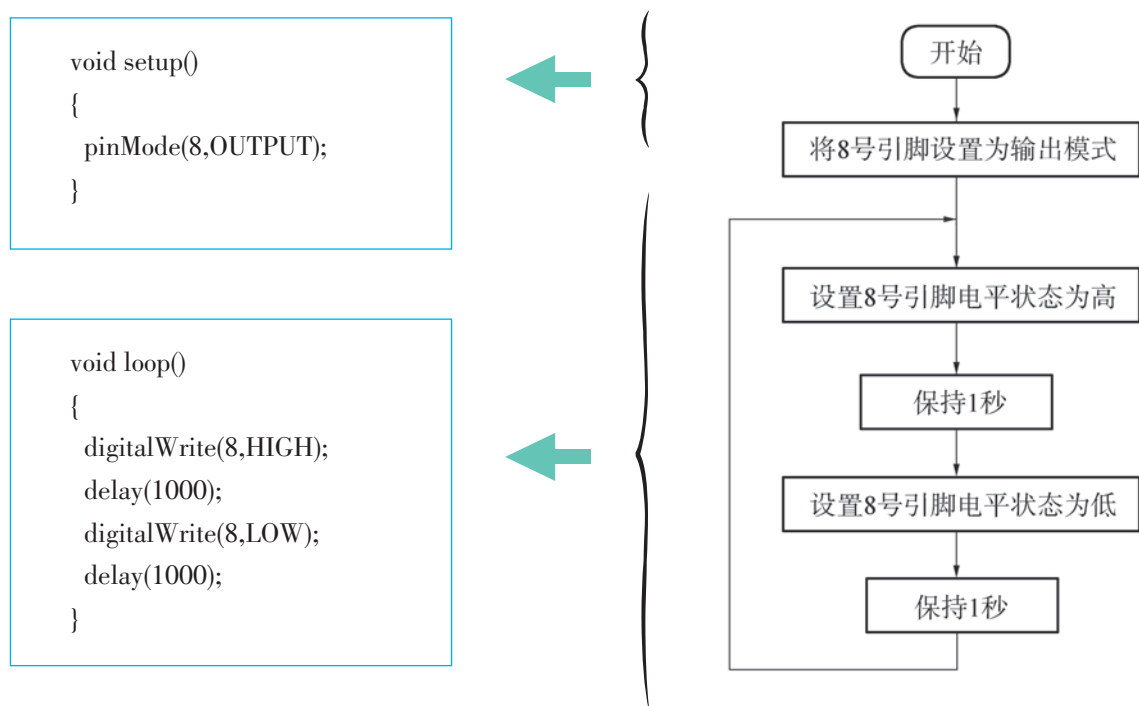 void setup()
{
pinMode(8,OUTPUT);
}
void loop()
{
digitalWrite(8,HIGH);
delay(1000);
digitalWrite(8,LOW);
delay(1000);
}
开始
将8号引脚设置为输出模式
设置8号引脚电平状态为高
保持1秒
设置8号引脚电平状态为低
保持1秒